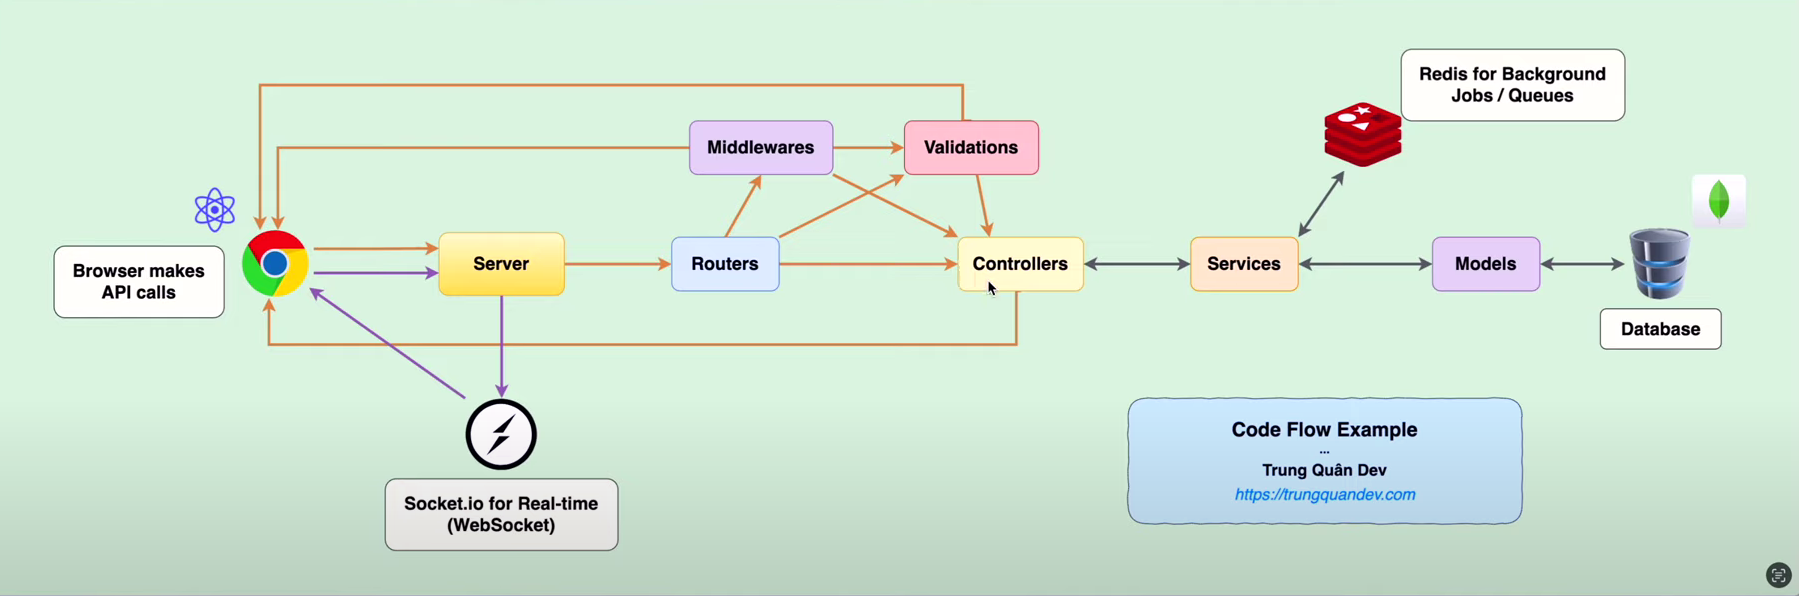 Redis for Background
Jobs / Queues
Middlewares
Validations
Browser makes
API calls
Server
Routers
Controllers
Services
Models
Database
Socket.io for Real-time
(WebSocket)
Code Flow Example
...
Trung Quân Dev
https://trungquandev.com